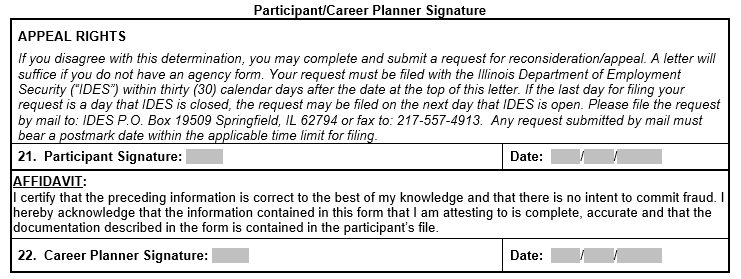 Participant/Career Planner Signature
APPEAL RIGHTS
If you disagree with this determination, you may complete and submit a request for reconsideration/appeal. A letter will
suffice if you do not have an agency form. Your request must be filed with the Illinois Department of Employment
Security (“IDES”) within thirty (30) calendar days after the date at the top of this letter. If the last day for filing your
request is a day that IDES is closed, the request may be filed on the next day that IDES is open. Please file the request
by mail to: IDES P.O. Box 19509 Springfield, IL 62794 or fax to: 217-557-4913. Any request submitted by mail must
bear a postmark date within the applicable time limit for filing.
21. Participant Signature: Date: / /
AFFIDAVIT:
I certify that the preceding information is correct to the best of my knowledge and that there is no intent to commit fraud. I
hereby acknowledge that the information contained in this form that I am attesting to is complete, accurate and that the
documentation described in the form is contained in the participant’s file.
22. Career Planner Signature: Date: / /